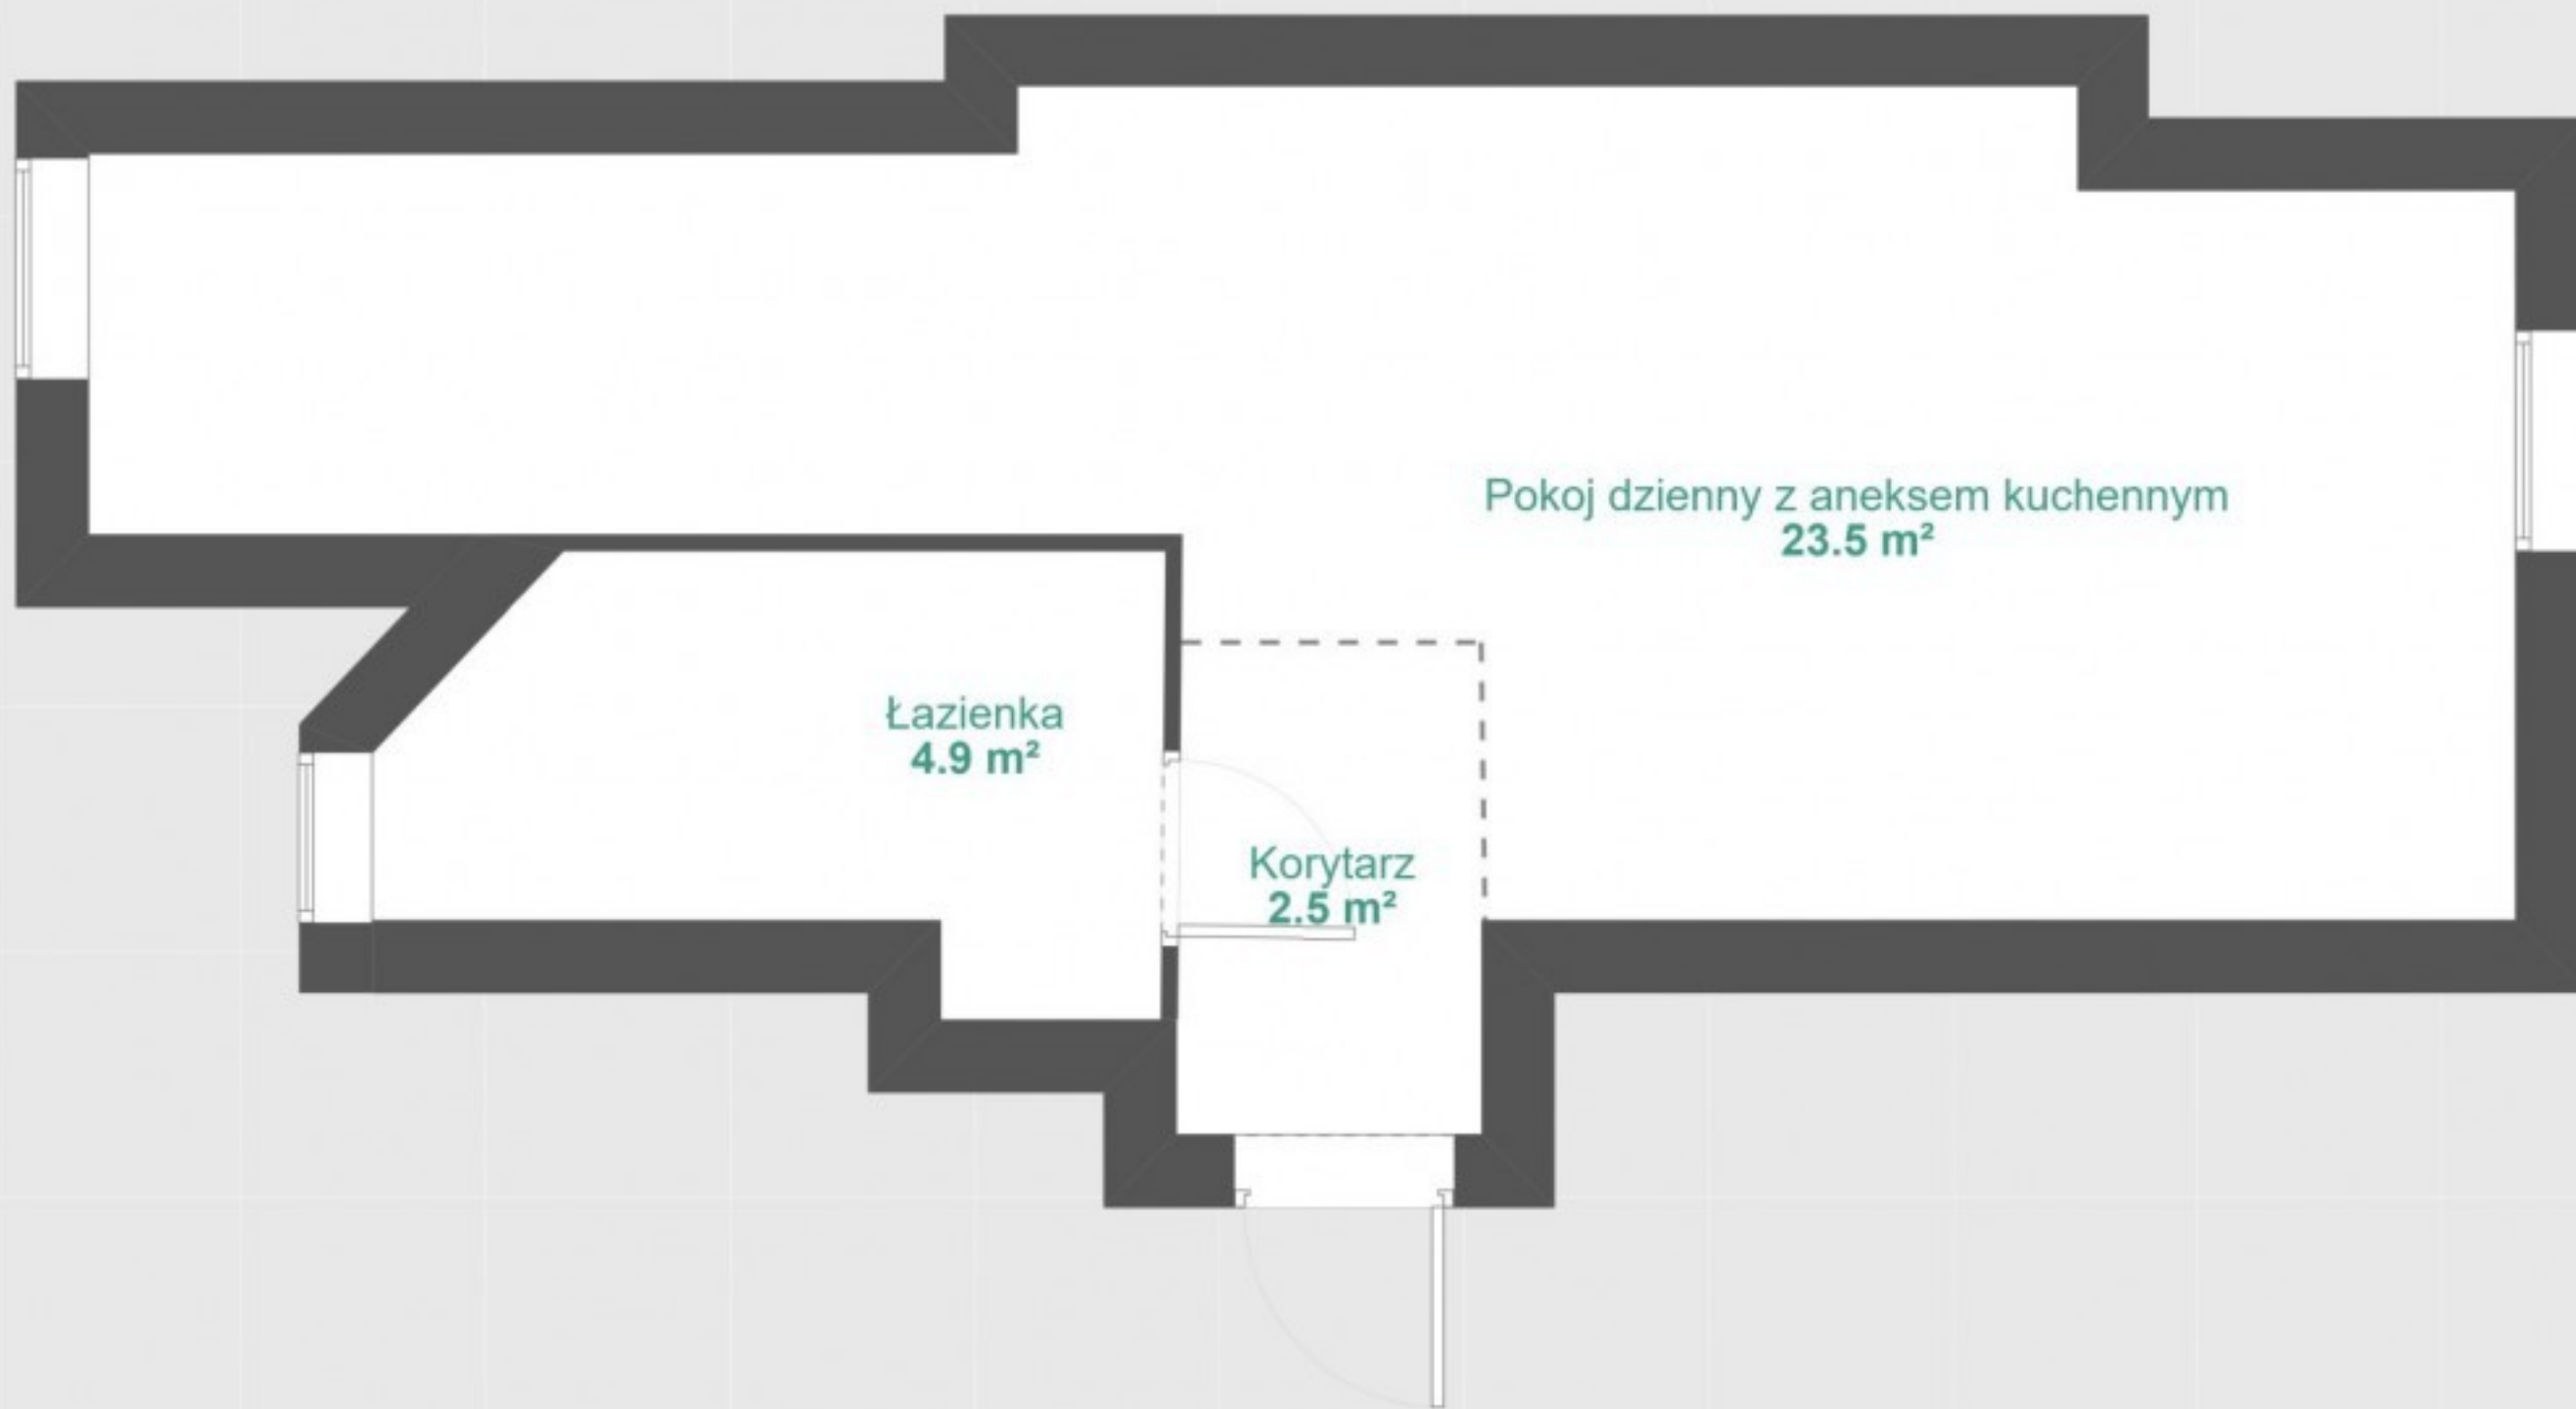 Pokoj dzienny z aneksem kuchennym
23.5 m²
Łazienka
4.9 m²
Korytarz
2.5 m²